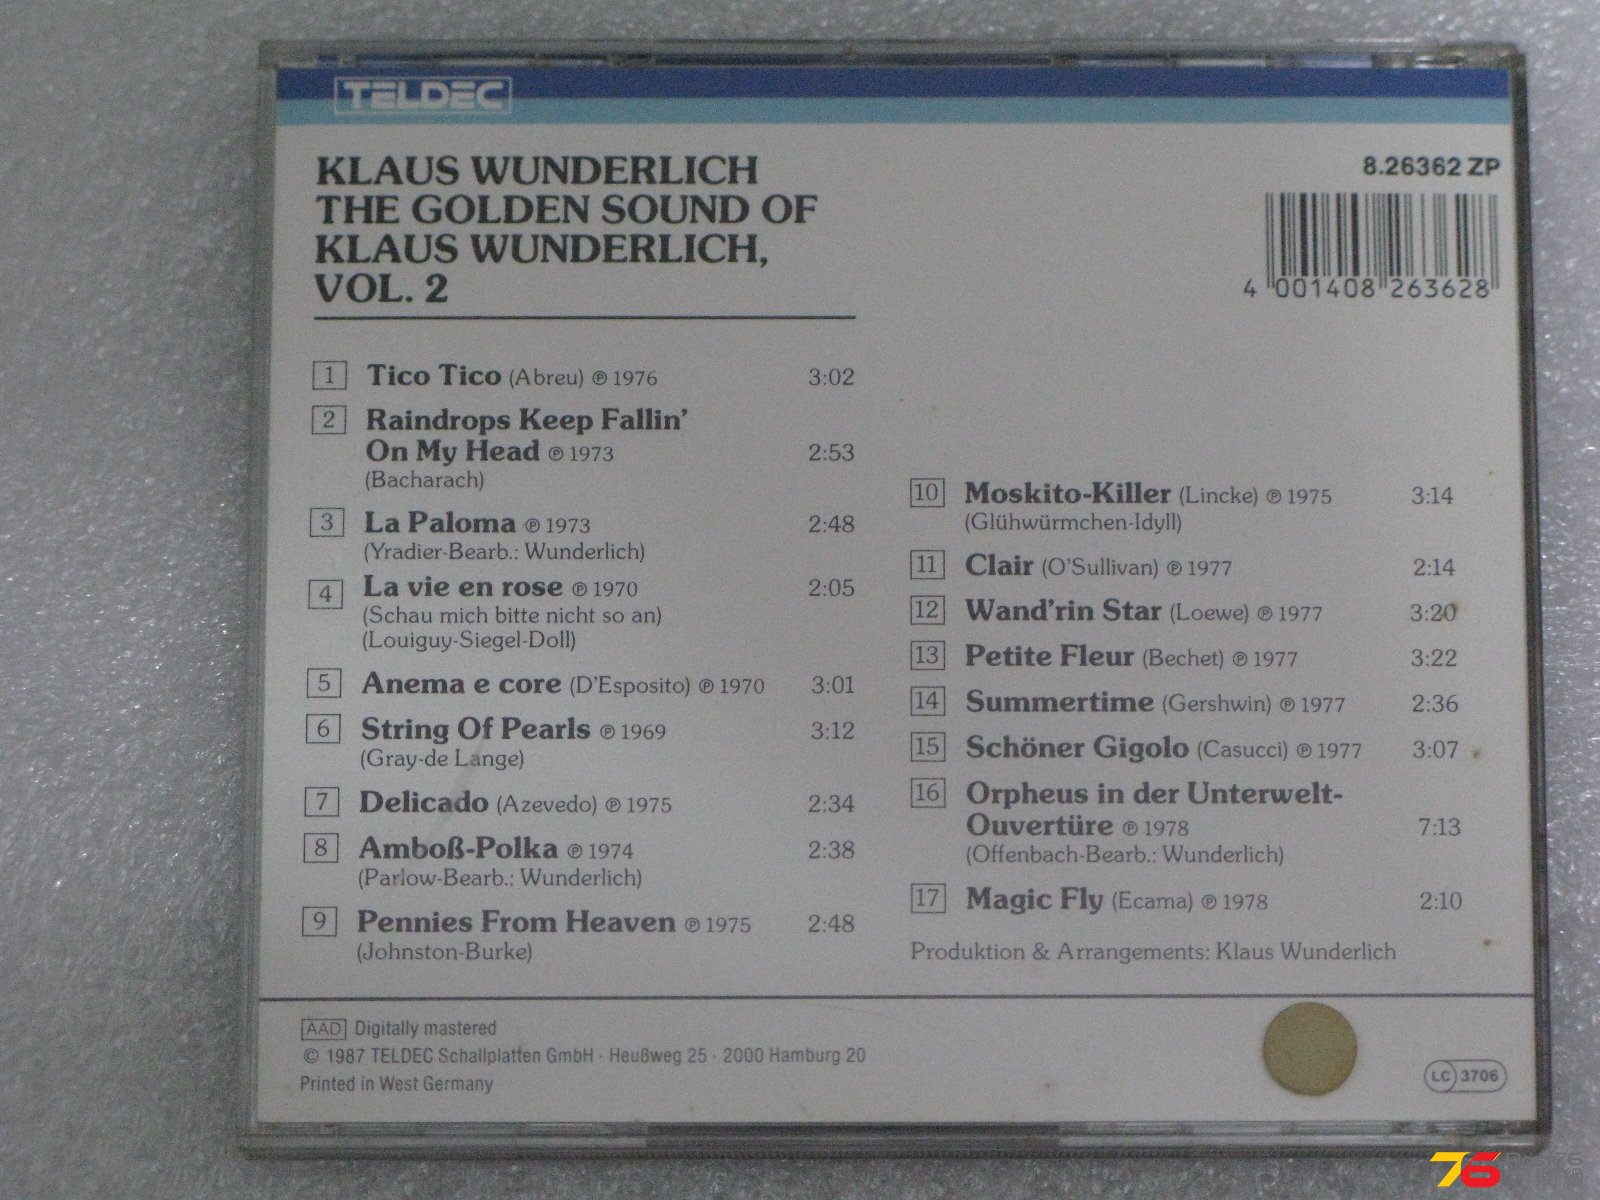 TELDEC
KLAUS WUNDERLICH
THE GOLDEN SOUND OF
KLAUS WUNDERLICH,
VOL. 2
8.26362 ZP
4 001408 263628
1 Tico Tico (Abreu) ℗ 1976 3:02
2 Raindrops Keep Fallin'
On My Head ℗ 1973 2:53
(Bacharach)
3 La Paloma ℗ 1973 2:48
(Yradier-Bearb.: Wunderlich)
4 La vie en rose ℗ 1970 2:05
(Schau mich bitte nicht so an)
(Louiguy-Siegel-Doll)
5 Anema e core (D'Esposito) ℗ 1970 3:01
6 String Of Pearls ℗ 1969 3:12
(Gray-de Lange)
7 Delicado (Azevedo) ℗ 1975 2:34
8 Amboß-Polka ℗ 1974 2:38
(Parlow-Bearb.: Wunderlich)
9 Pennies From Heaven ℗ 1975 2:48
(Johnston-Burke)
10 Moskito-Killer (Lincke) ℗ 1975 3:14
(Glühwürmchen-Idyll)
11 Clair (O'Sullivan) ℗ 1977 2:14
12 Wand'rin Star (Loewe) ℗ 1977 3:20
13 Petite Fleur (Bechet) ℗ 1977 3:22
14 Summertime (Gershwin) ℗ 1977 2:36
15 Schöner Gigolo (Casucci) ℗ 1977 3:07
16 Orpheus in der Unterwelt-
Ouvertüre ℗ 1978 7:13
(Offenbach-Bearb.: Wunderlich)
17 Magic Fly (Ecama) ℗ 1978 2:10
Produktion & Arrangements: Klaus Wunderlich
AAD Digitally mastered
© 1987 TELDEC Schallplatten GmbH · Heußweg 25 · 2000 Hamburg 20
Printed in West Germany
LC 3706
76